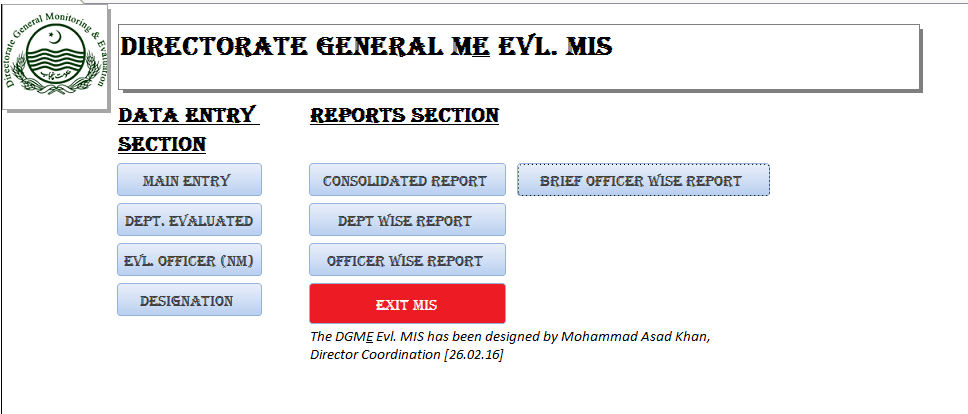 Directorate General Monitoring & Evaluation
حکومت پنجاب
DIRECTORATE GENERAL ME EVL. MIS
DATA ENTRY
SECTION
REPORTS SECTION
MAIN ENTRY
CONSOLIDATED REPORT
BRIEF OFFICER WISE REPORT
DEPT. EVALUATED
DEPT WISE REPORT
EVL. OFFICER (NM)
OFFICER WISE REPORT
DESIGNATION
EXIT MIS
The DGME Evl. MIS has been designed by Mohammad Asad Khan,
Director Coordination [26.02.16]